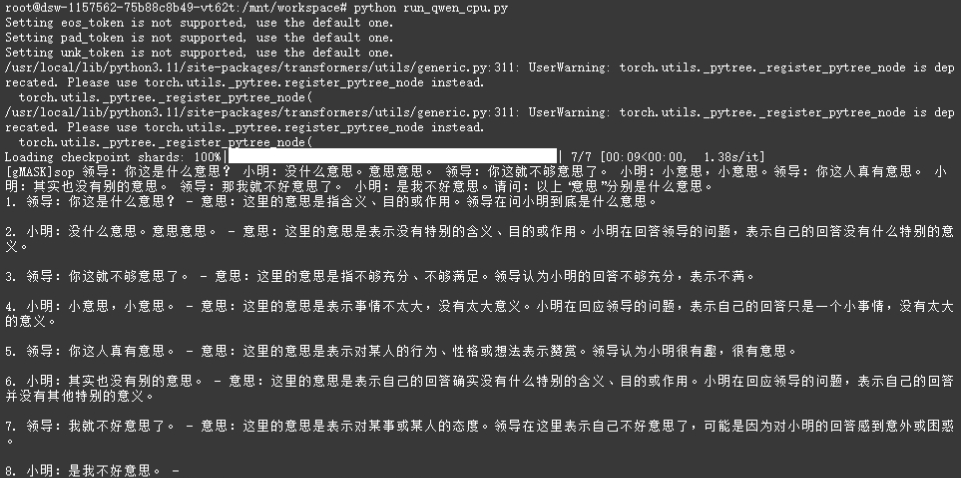 root@dsw-1157562-75b88c8b49-vt62t:/mnt/workspace# python run_qwen_cpu.py
Setting eos_token is not supported, use the default one.
Setting pad_token is not supported, use the default one.
Setting unk_token is not supported, use the default one.
/usr/local/lib/python3.11/site-packages/transformers/utils/generic.py:311: UserWarning: torch.utils._pytree._register_pytree_node is dep
recated. Please use torch.utils._pytree.register_pytree_node instead.
  torch.utils._pytree._register_pytree_node(
/usr/local/lib/python3.11/site-packages/transformers/utils/generic.py:311: UserWarning: torch.utils._pytree._register_pytree_node is dep
recated. Please use torch.utils._pytree.register_pytree_node instead.
  torch.utils._pytree._register_pytree_node(
Loading checkpoint shards: 100%|| 7/7 [00:09<00:00,  1.38s/it]
[gMASK]sop 领导：你这是什么意思？ 小明：没什么意思。意思意思。 领导：你这就不够意思了。 小明：小意思，小意思。领导：你这人真有意思。 小
明：其实也没有别的意思。 领导：那我就不好意思了。 小明：是我不好意思。请问：以上“意思”分别是什么意思。
1. 领导：你这是什么意思？ - 意思：这里的意思是指含义、目的或作用。领导在问小明到底是什么意思。
2. 小明：没什么意思。意思意思。 - 意思：这里的意思是表示没有特别的含义、目的或作用。小明在回答领导的问题，表示自己的回答没有什么特别的意
义。
3. 领导：你这就不够意思了。 - 意思：这里的意思是指不够充分、不够满足。领导认为小明的回答不够充分，表示不满。
4. 小明：小意思，小意思。 - 意思：这里的意思是表示事情不太大，没有太大意义。小明在回应领导的问题，表示自己的回答只是一个小事情，没有太大
的意义。
5. 领导：你这人真有意思。 - 意思：这里的意思是表示对某人的行为、性格或想法表示赞赏。领导认为小明很有趣，很有意思。
6. 小明：其实也没有别的意思。 - 意思：这里的意思是表示自己的回答确实没有什么特别的含义、目的或作用。小明在回应领导的问题，表示自己的回答
并没有其他特别的意义。
7. 领导：我就不好意思了。 - 意思：这里的意思是表示对某事或某人的态度。领导在这里表示自己不好意思了，可能是因为对小明的回答感到意外或困惑
。
8. 小明：是我不好意思。 -